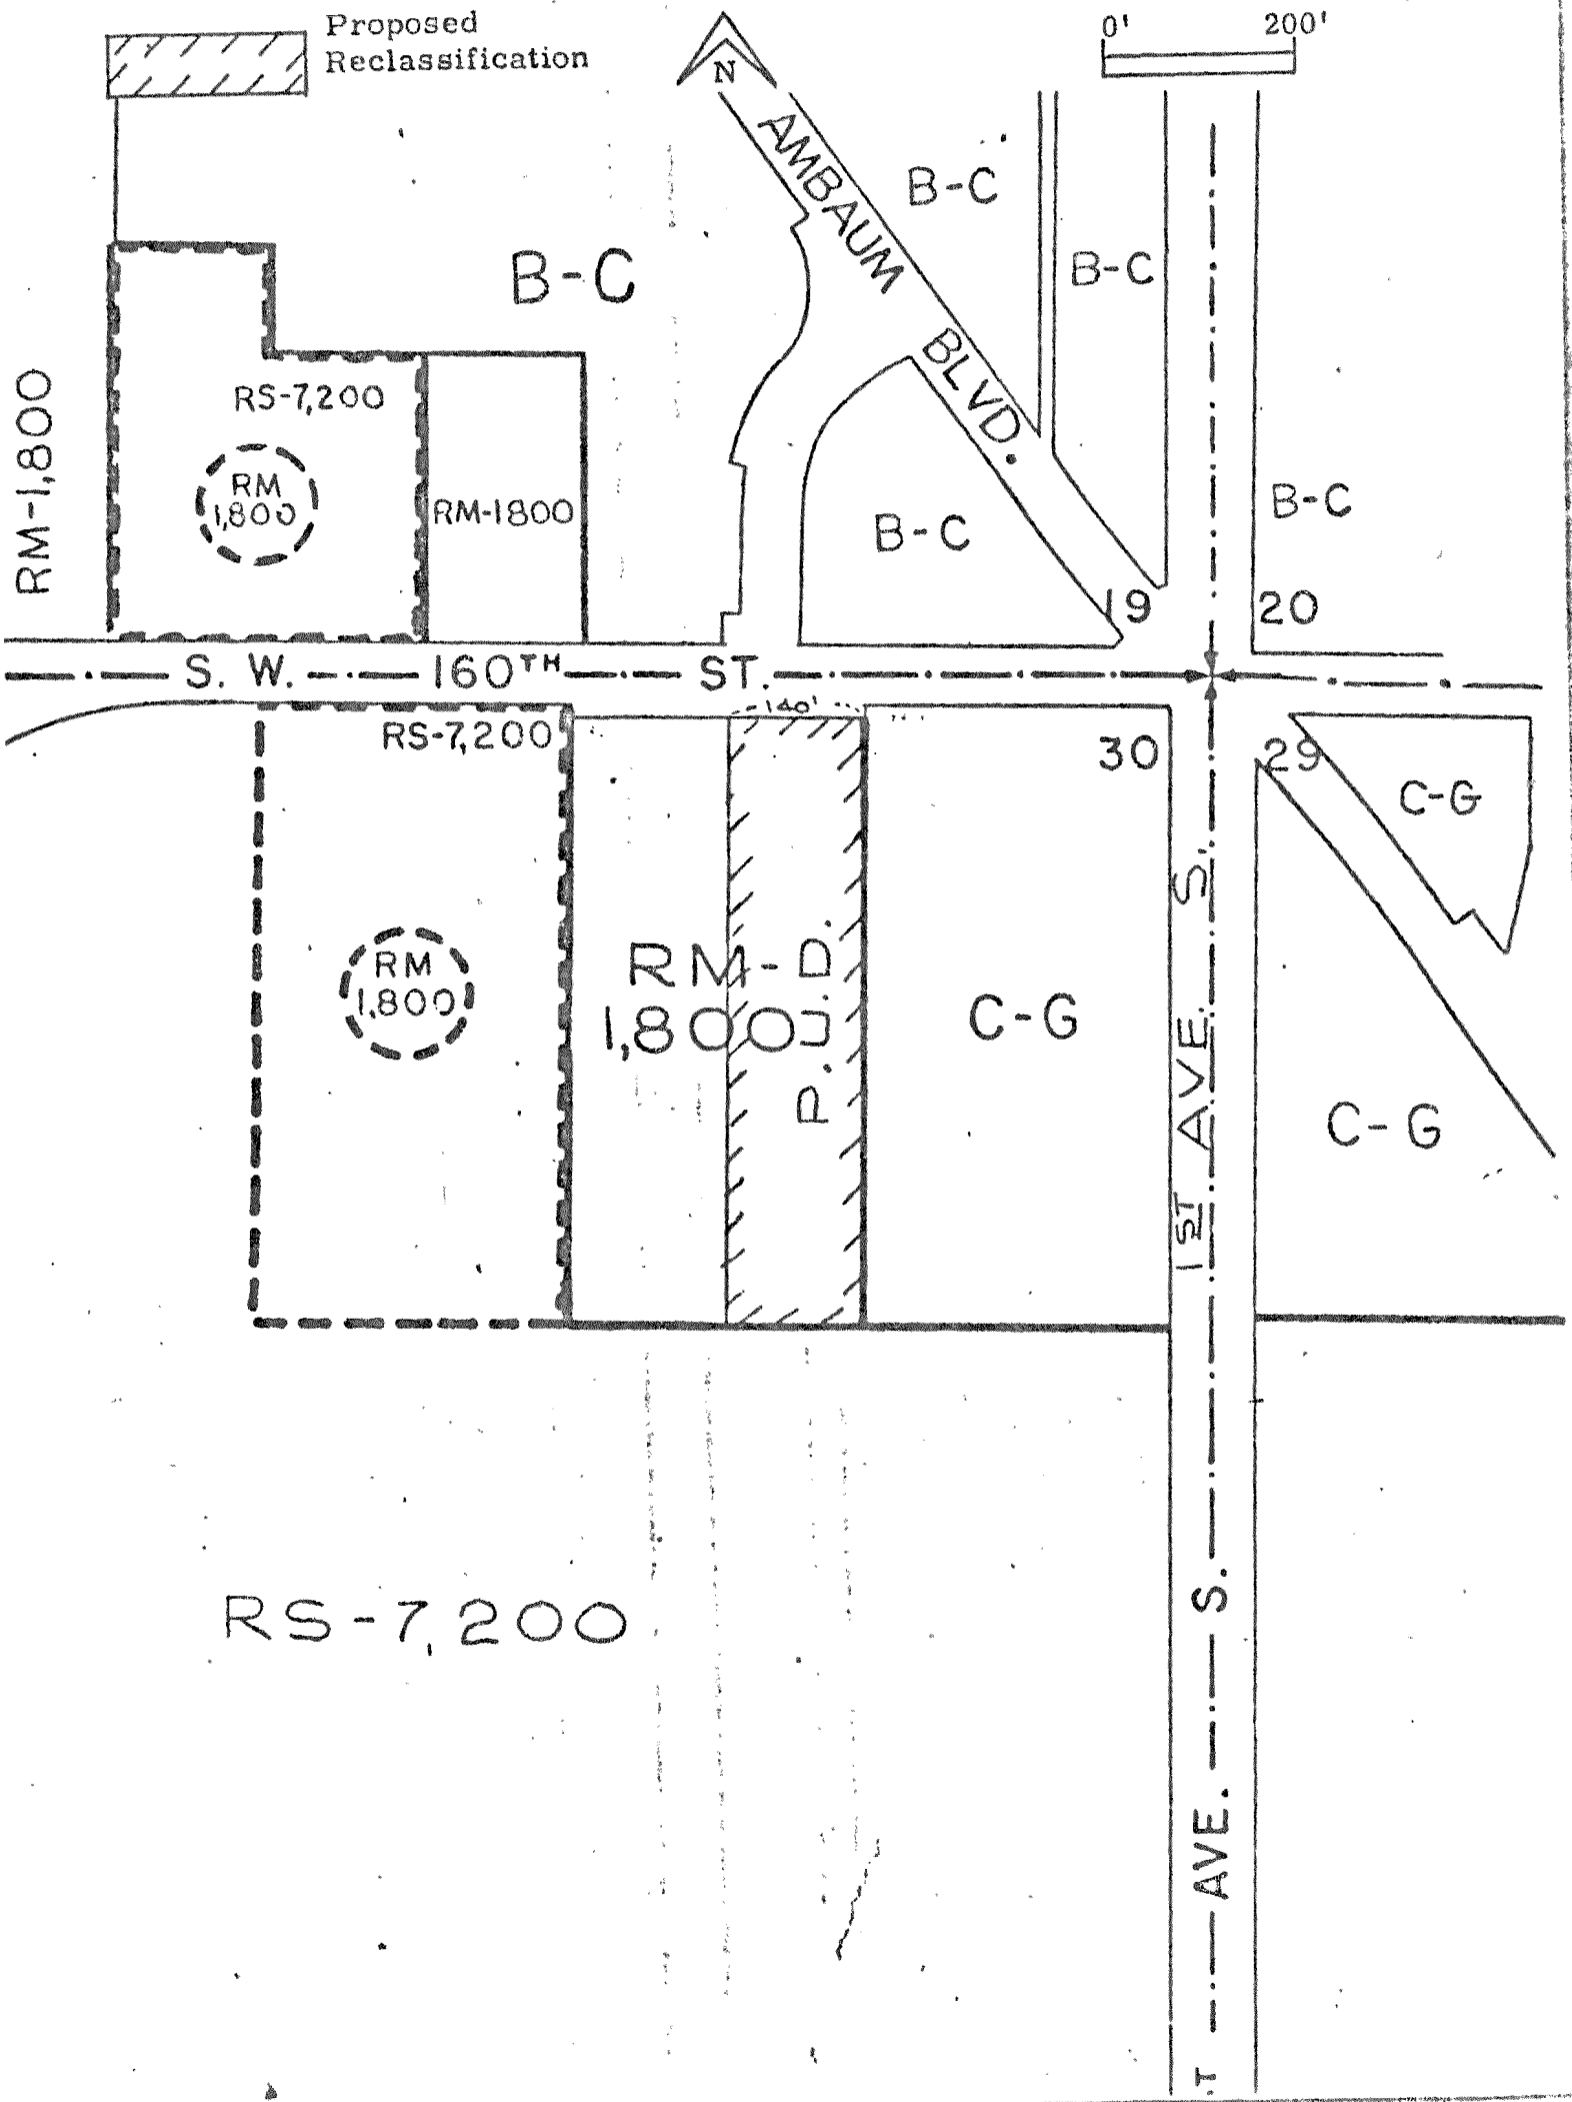 Proposed
Reclassification
N
0' 200'
AMBAUM BLVD.
B-C
B-C
B-C
RM-1,800
RS-7,200
RM
1,800
RM-1800
B-C
B-C
19
20
S. W. 160TH ST.
140'
RS-7,200
30
29
C-G
RM
1,800
RM-
1,800
P.U.D.
C-G
1ST AVE. S.
C-G
RS-7,200
T AVE. S.